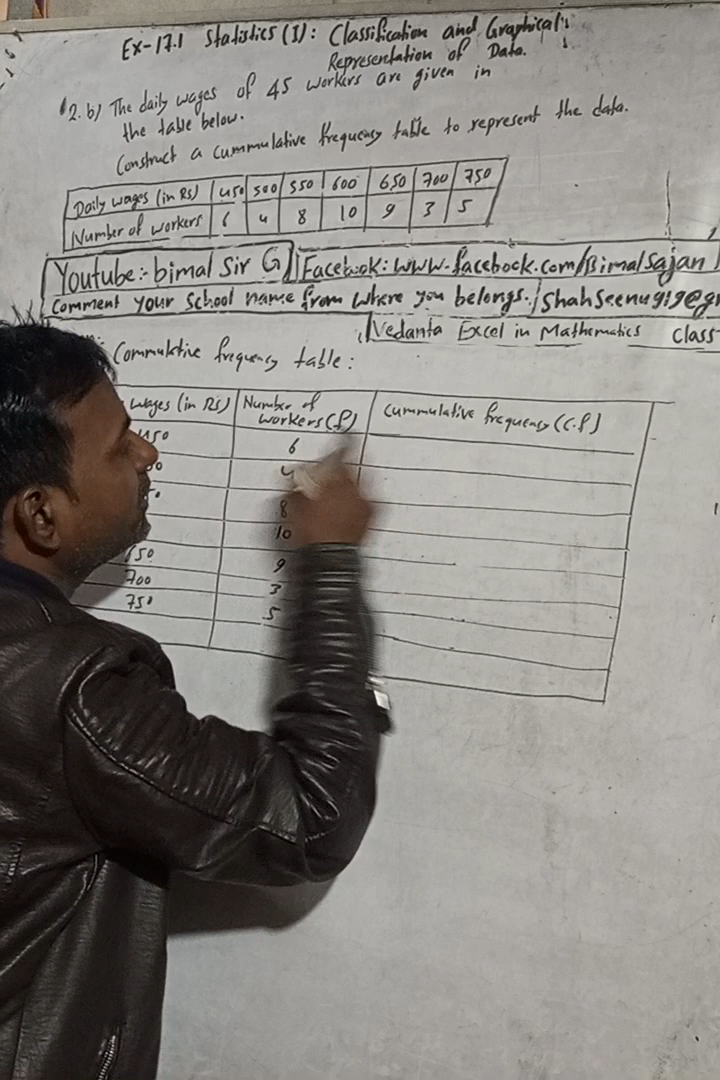 Ex-17.1 Statistics (I): Classification and Graphical
Representation of Data.
2. b) The daily wages of 45 workers are given in
the table below.
Construct a cummulative frequency table to represent the data.
Daily wages (in Rs) 450 500 550 600 650 700 750
Number of workers 6 4 8 10 9 3 5
Youtube:- bimal Sir G
Facebook: www.facebook.com/Bimalsajan
Comment your School name from where you belongs.
Shahseenu919@g
Vedanta Excel in Mathematics Class
Commulative frequency table:
wages (in Rs) Number of workers (f) cummulative frequency (c.f)
450 6
4
8
10
650 9
700 3
750 5